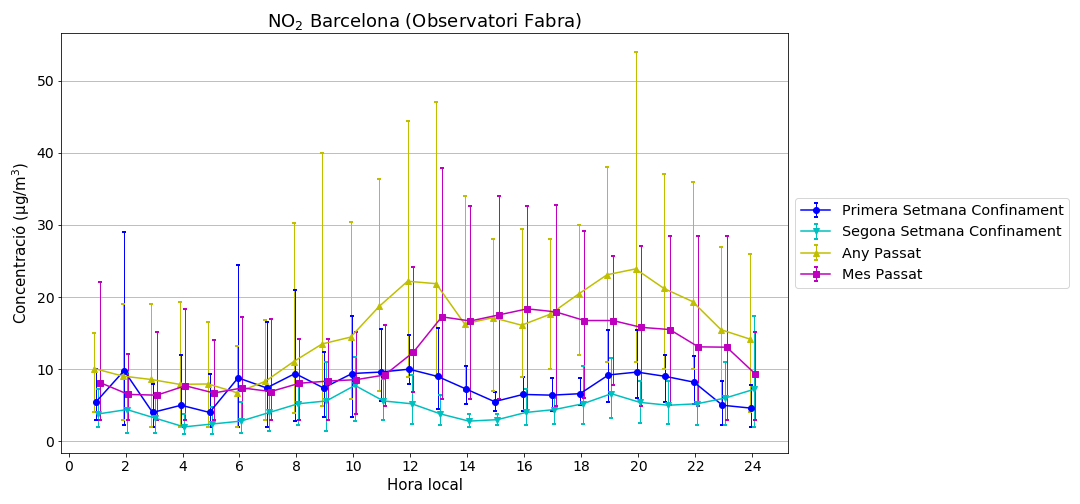 NO₂ Barcelona (Observatori Fabra)
Concentració (µg/m³)
50
40
30
20
10
0
0 2 4 6 8 10 12 14 16 18 20 22 24
Hora local
Primera Setmana Confinament
Segona Setmana Confinament
Any Passat
Mes Passat